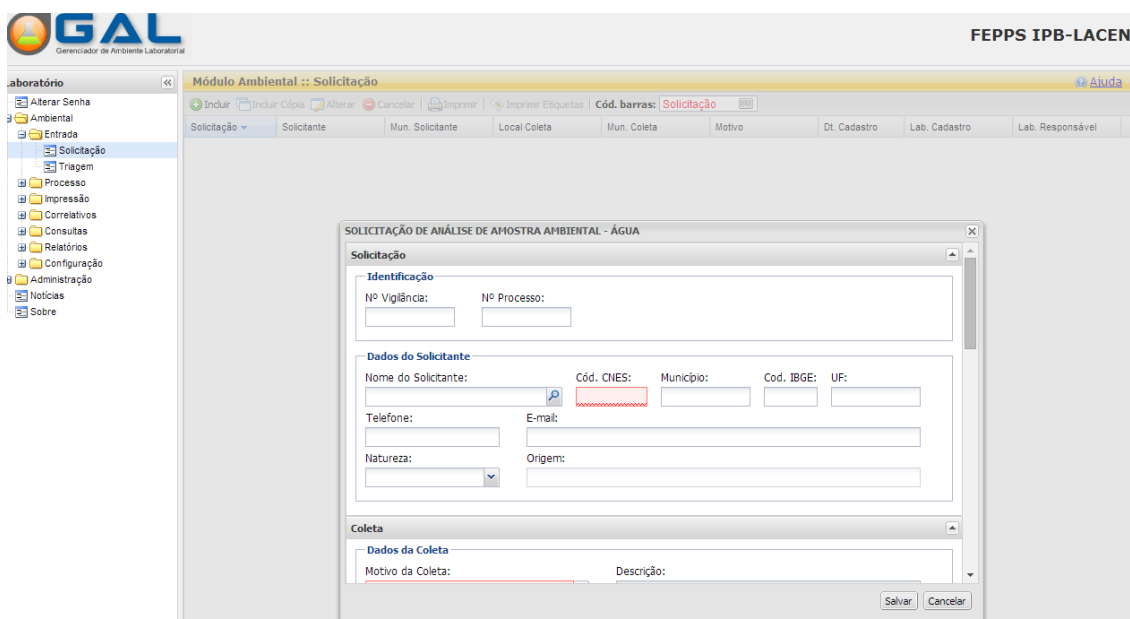 GAL
Gerenciador de Ambiente Laboratorial
FEPPS IPB-LACEN
Laboratório
Módulo Ambiental :: Solicitação
Ajuda
Alterar Senha
Ambiental
Entrada
Solicitação
Triagem
Processo
Impressão
Correlativos
Consultas
Relatórios
Configuração
Administração
Notícias
Sobre
Incluir Incluir Cópia Alterar Cancelar Imprimir Imprimir Etiquetas Cód. barras: Solicitação
Solicitação Solicitante Mun. Solicitante Local Coleta Mun. Coleta Motivo Dt. Cadastro Lab. Cadastro Lab. Responsável
SOLICITAÇÃO DE ANÁLISE DE AMOSTRA AMBIENTAL - ÁGUA
Solicitação
Identificação
Nº Vigilância: Nº Processo:
Dados do Solicitante
Nome do Solicitante: Cód. CNES: Município: Cod. IBGE: UF:
Telefone: E-mail:
Natureza: Origem:
Coleta
Dados da Coleta
Motivo da Coleta: Descrição:
Salvar Cancelar